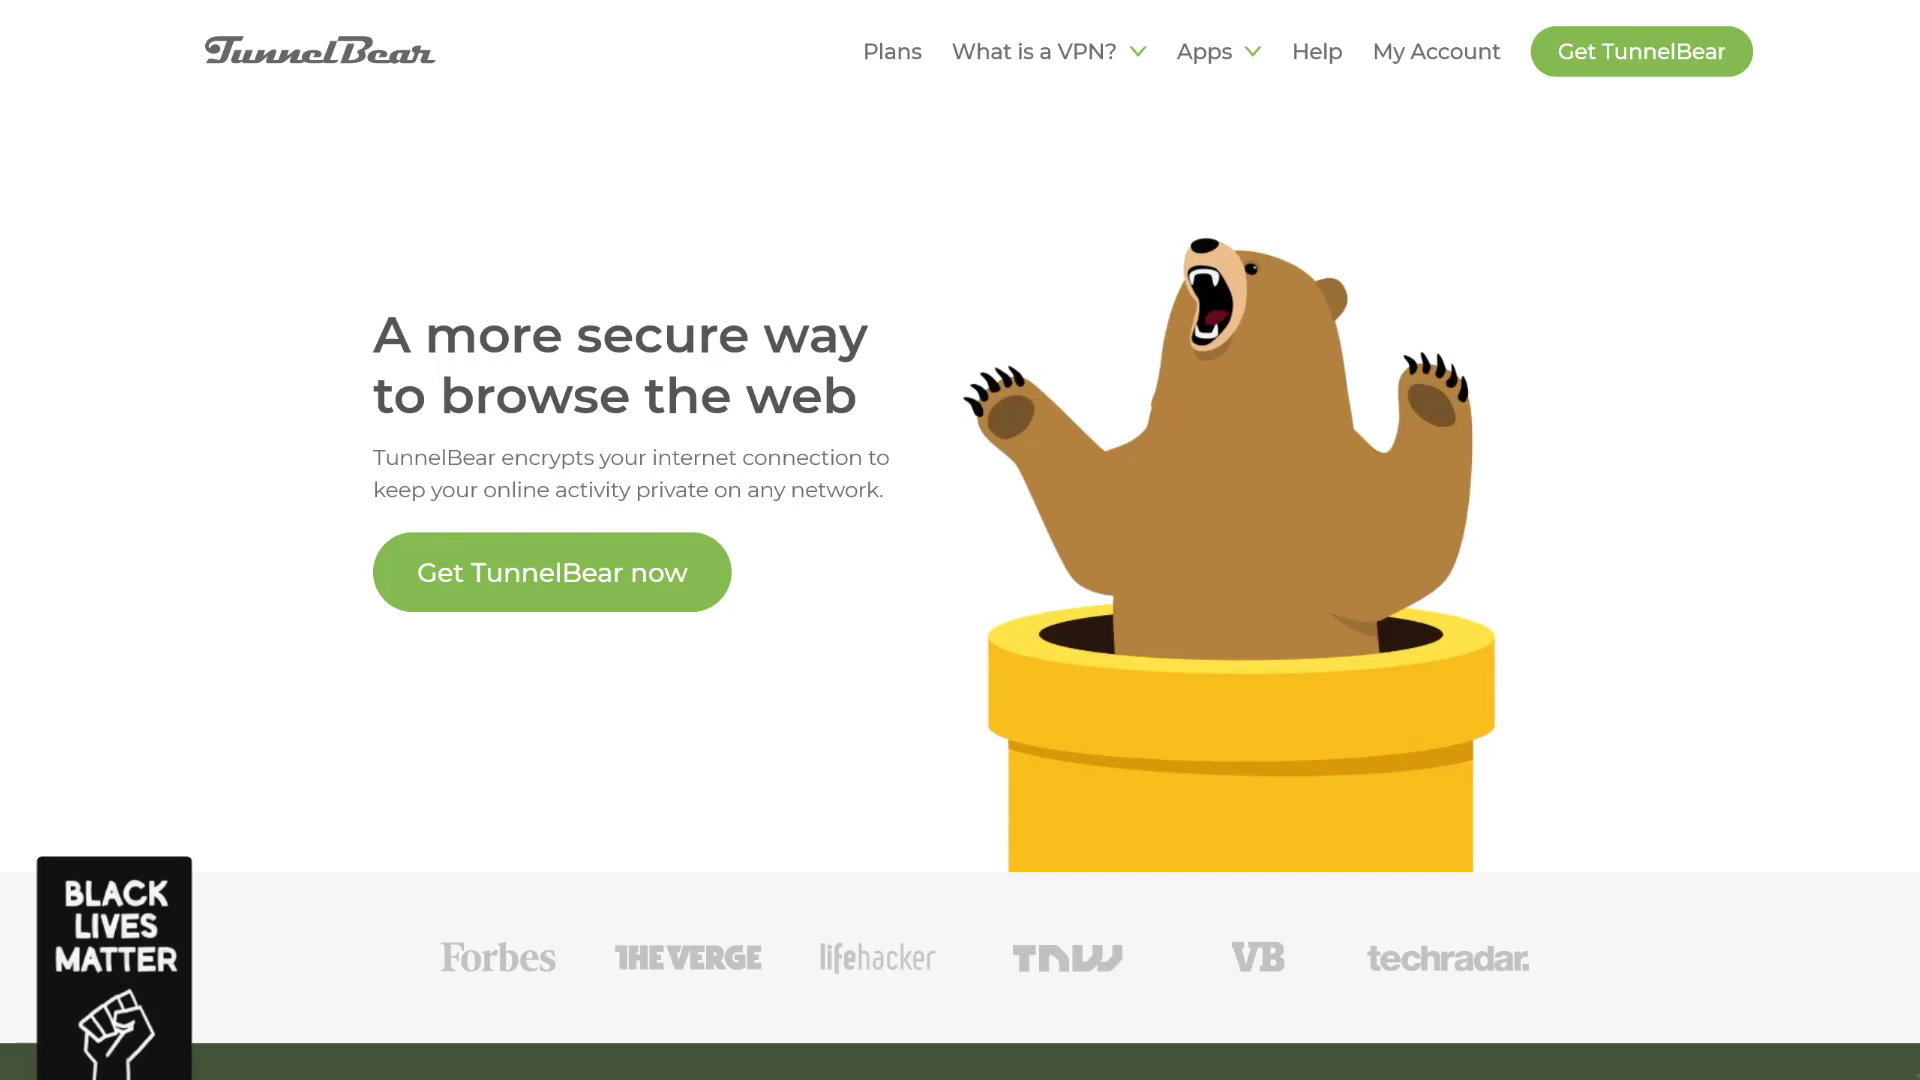 TunnelBear
Plans
What is a VPN?
Apps
Help
My Account
Get TunnelBear
A more secure way
to browse the web
TunnelBear encrypts your internet connection to
keep your online activity private on any network.
Get TunnelBear now
BLACK
LIVES
MATTER
Forbes
THE VERGE
lifehacker
TNW
VB
techradar.